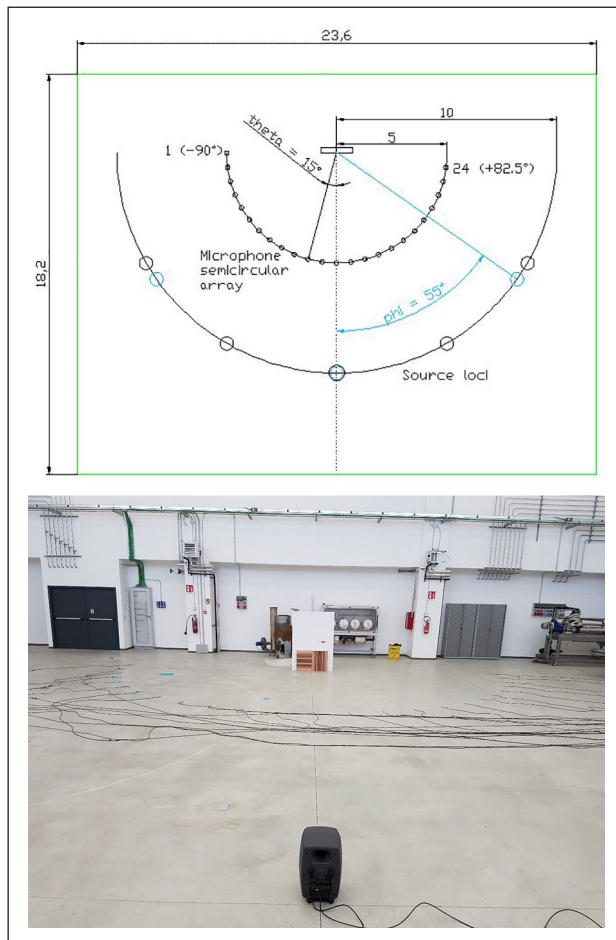 23,6
10
5
theta = 15°
1 (-90°)
24 (+82.5°)
Microphone
semicircular
array
18,2
phi = 55°
Source loci